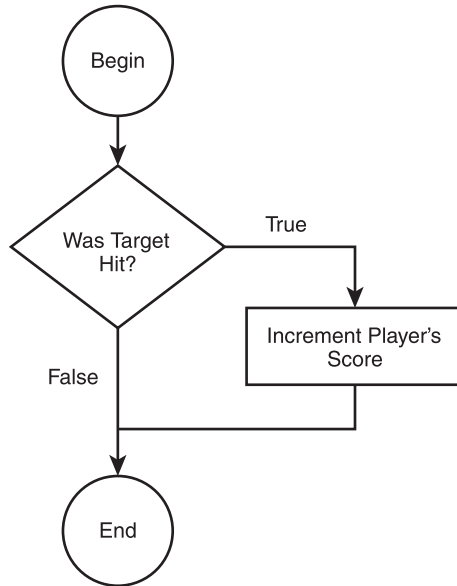 Begin
Was Target
Hit?
True
Increment Player’s
Score
False
End